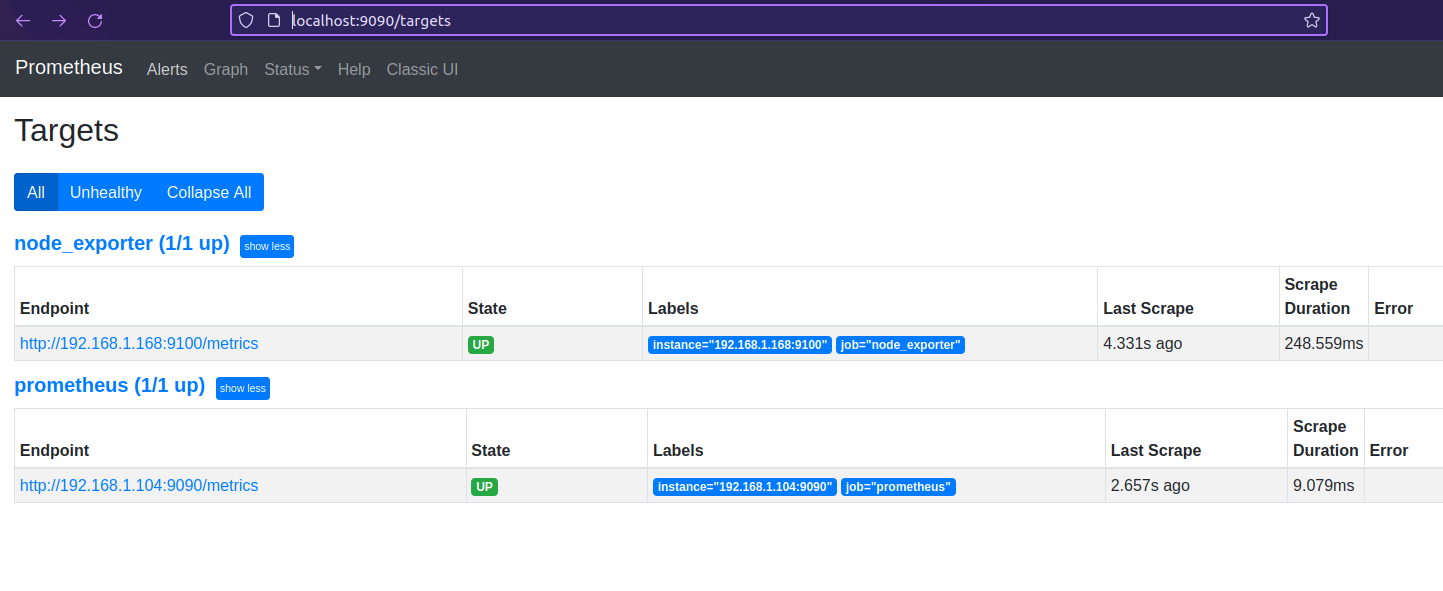 localhost:9090/targets
Prometheus Alerts Graph Status Help Classic UI
Targets
All Unhealthy Collapse All
node_exporter (1/1 up) show less
Endpoint State Labels Last Scrape Scrape Duration Error
http://192.168.1.168:9100/metrics UP instance="192.168.1.168:9100" job="node_exporter" 4.331s ago 248.559ms
prometheus (1/1 up) show less
Endpoint State Labels Last Scrape Scrape Duration Error
http://192.168.1.104:9090/metrics UP instance="192.168.1.104:9090" job="prometheus" 2.657s ago 9.079ms